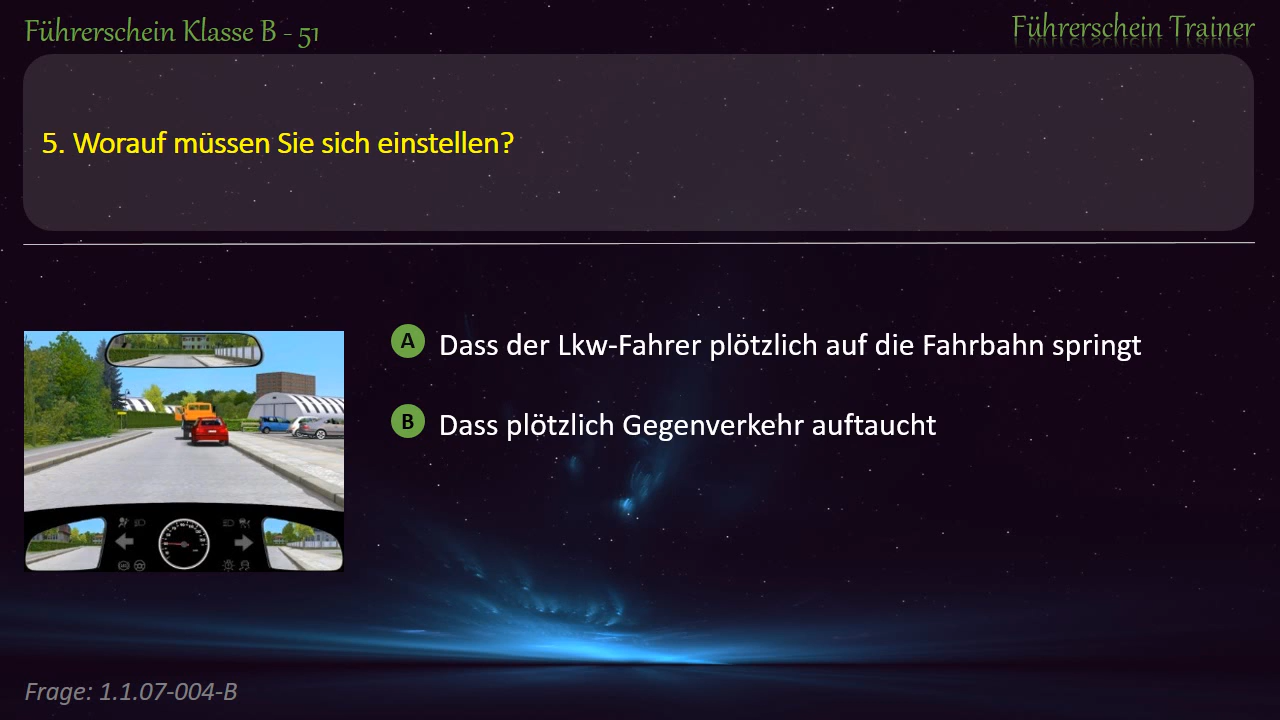 Führerschein Klasse B - 51
Führerschein Trainer
5. Worauf müssen Sie sich einstellen?
A Dass der Lkw-Fahrer plötzlich auf die Fahrbahn springt
B Dass plötzlich Gegenverkehr auftaucht
Frage: 1.1.07-004-B